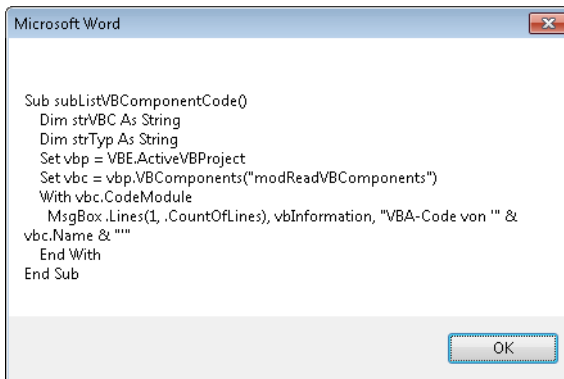 Microsoft Word
Sub subListVBComponentCode()
Dim strVBC As String
Dim strTyp As String
Set vbp = VBE.ActiveVBProject
Set vbc = vbp.VBComponents("modReadVBComponents")
With vbc.CodeModule
MsgBox .Lines(1, .CountOfLines), vbInformation, "VBA-Code von '" &
vbc.Name & "'"
End With
End Sub
OK